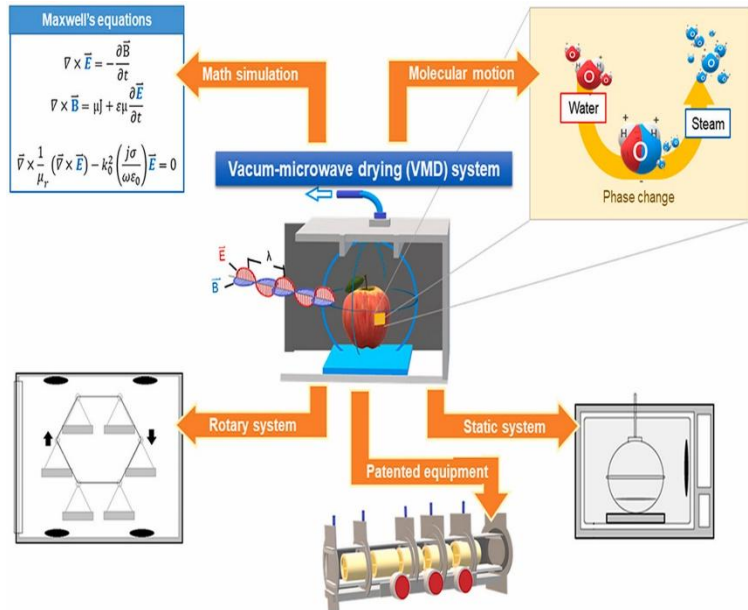 Maxwell's equations
∇ × E⃗ = −∂B⃗/∂t
∇ × B⃗ = μJ⃗ + εμ ∂E⃗/∂t
∇⃗ × 1/μᵣ (∇⃗ × E⃗) − k₀² (jσ/ωε₀) E⃗ = 0
Math simulation
Molecular motion
Water
Steam
H
H
O
Phase change
Vacum-microwave drying (VMD) system
E⃗
λ
B⃗
Rotary system
Static system
Patented equipment